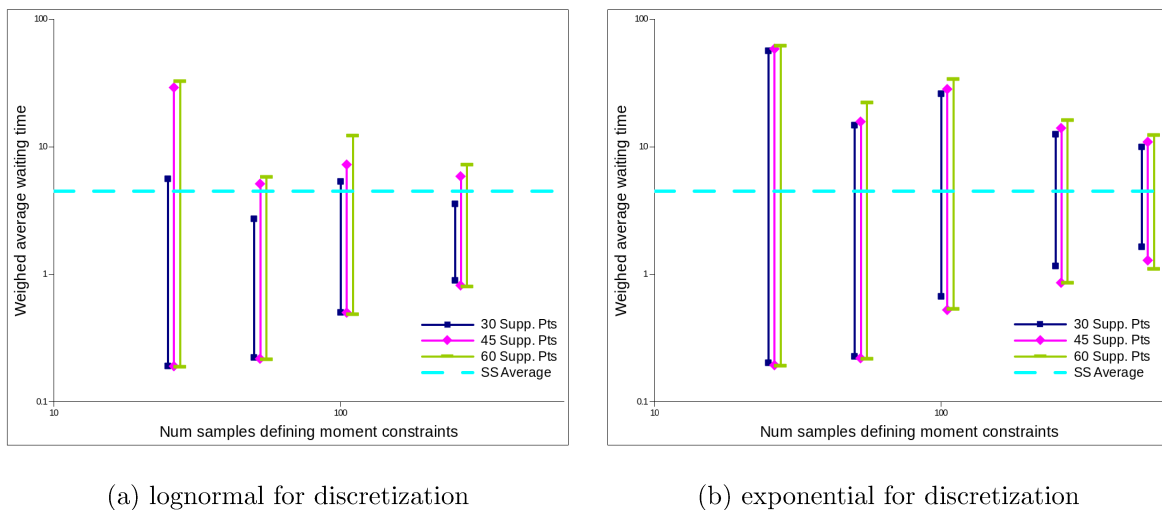 100
10
1
0.1
Weighed average waiting time
10
100
Num samples defining moment constraints
30 Supp. Pts
45 Supp. Pts
60 Supp. Pts
SS Average
(a) lognormal for discretization
100
10
1
0.1
Weighed average waiting time
10
100
Num samples defining moment constraints
30 Supp. Pts
45 Supp. Pts
60 Supp. Pts
SS Average
(b) exponential for discretization